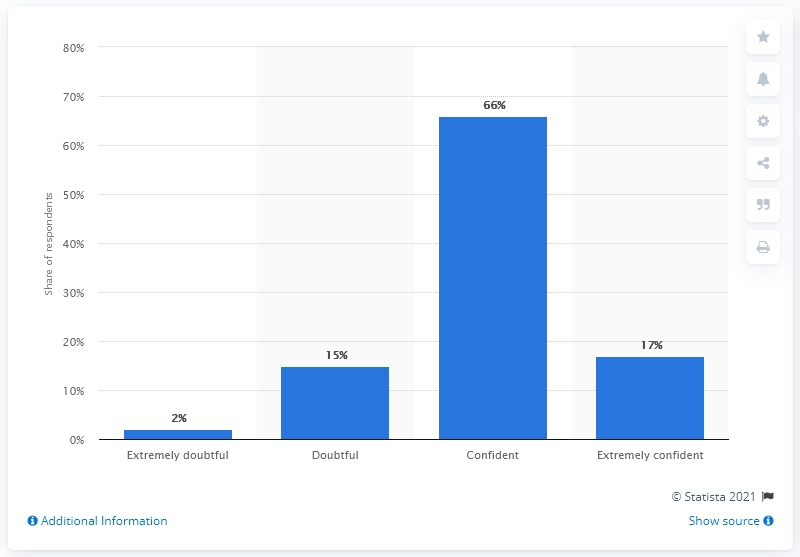 80%
70%
60%
50%
40%
30%
20%
10%
0%
Share of respondents
2%
15%
66%
17%
Extremely doubtful
Doubtful
Confident
Extremely confident
© Statista 2021
Additional Information
Show source